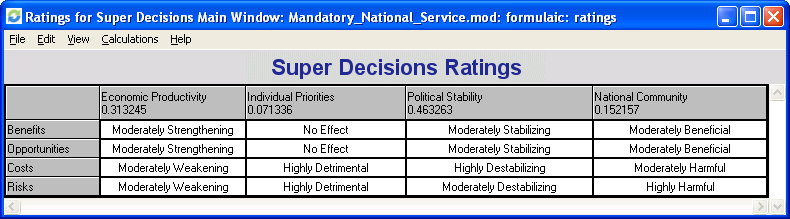 Ratings for Super Decisions Main Window: Mandatory_National_Service.mod: formulaic: ratings
File Edit View Calculations Help
Super Decisions Ratings
Economic Productivity Individual Priorities Political Stability National Community
0.313245 0.071336 0.463263 0.152157
Benefits Moderately Strengthening No Effect Moderately Stabilizing Moderately Beneficial
Opportunities Moderately Strengthening No Effect Moderately Stabilizing Moderately Beneficial
Costs Moderately Weakening Highly Detrimental Highly Destabilizing Moderately Harmful
Risks Moderately Weakening Highly Detrimental Moderately Destabilizing Highly Harmful